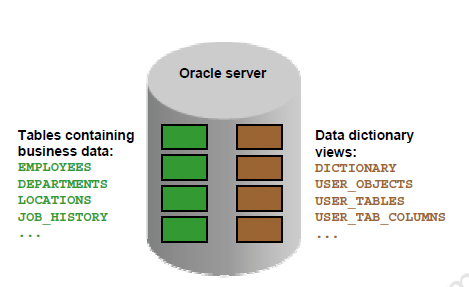 Oracle server
Tables containing
business data:
EMPLOYEES
DEPARTMENTS
LOCATIONS
JOB_HISTORY
...
Data dictionary
views:
DICTIONARY
USER_OBJECTS
USER_TABLES
USER_TAB_COLUMNS
...